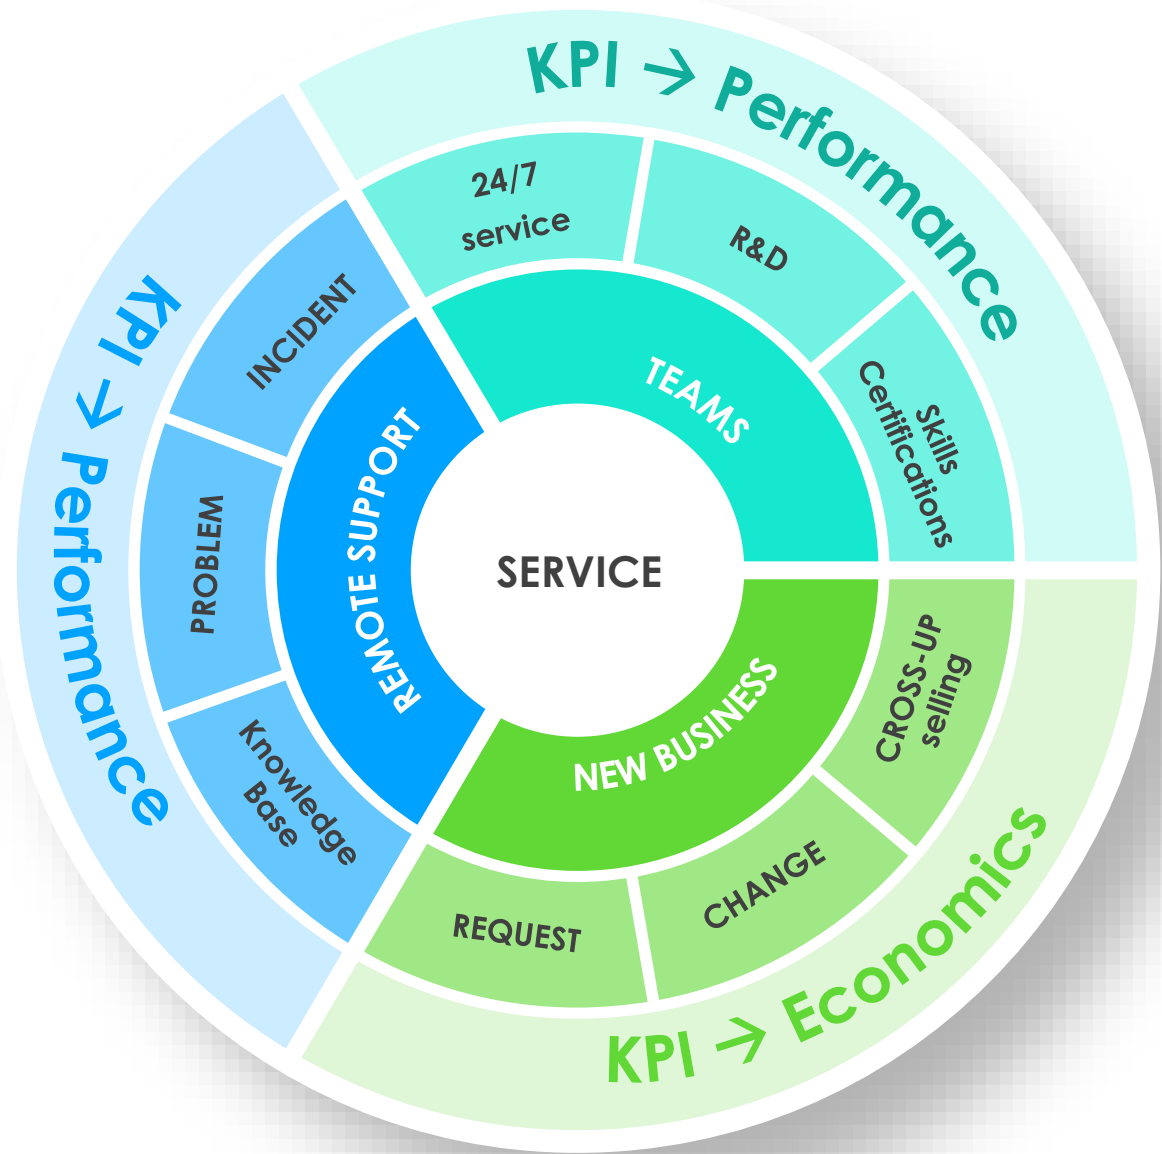 KPI → Performance
24/7
service
R&D
Skills
Certifications
TEAMS
KPI → Performance
INCIDENT
PROBLEM
Knowledge
Base
REMOTE SUPPORT
SERVICE
NEW BUSINESS
CROSS-UP
selling
CHANGE
REQUEST
KPI → Economics